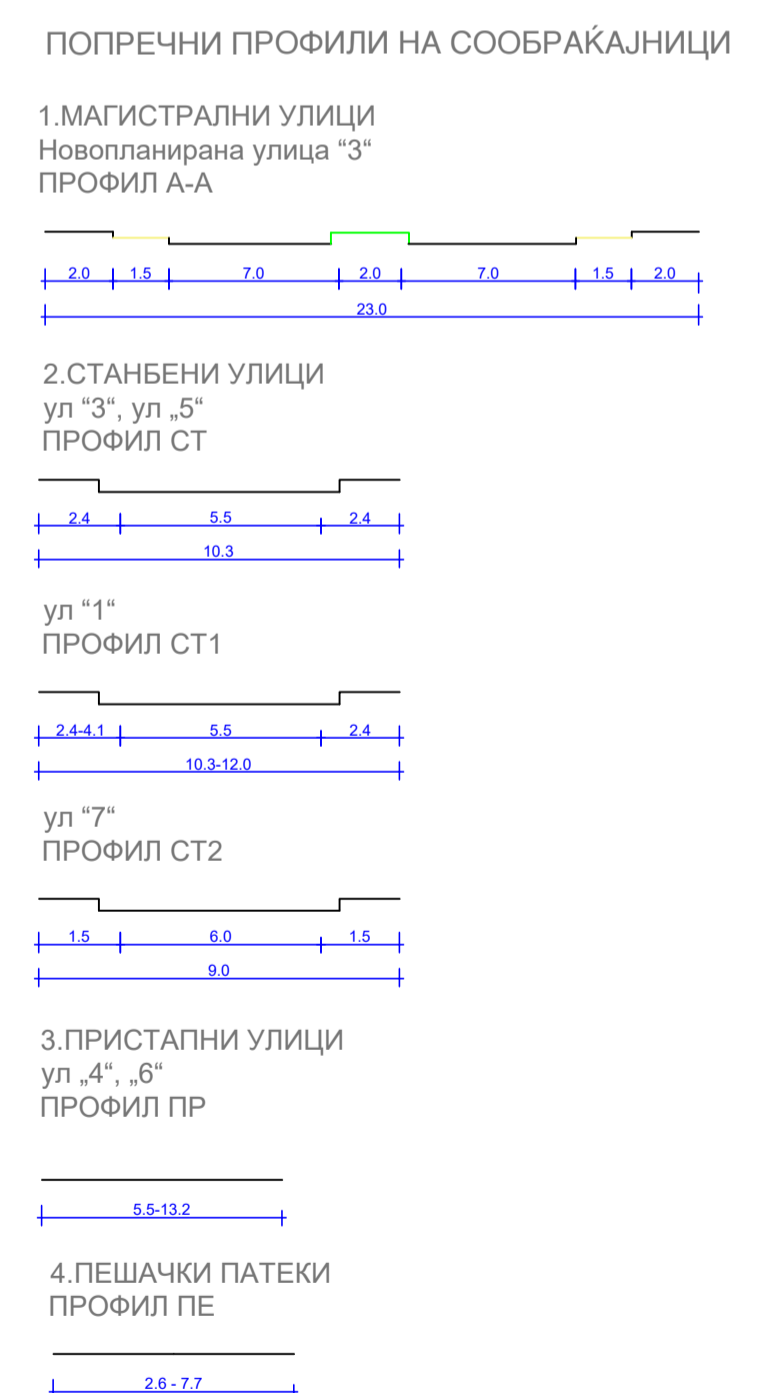 ПОПРЕЧНИ ПРОФИЛИ НА СООБРАЌАЈНИЦИ
1.МАГИСТРАЛНИ УЛИЦИ
Новопланирана улица “3“
ПРОФИЛ А-А
2.0 1.5 7.0 2.0 7.0 1.5 2.0
23.0
2.СТАНБЕНИ УЛИЦИ
ул “3“, ул „5“
ПРОФИЛ СТ
2.4 5.5 2.4
10.3
ул “1“
ПРОФИЛ СТ1
2.4-4.1 5.5 2.4
10.3-12.0
ул “7“
ПРОФИЛ СТ2
1.5 6.0 1.5
9.0
3.ПРИСТАПНИ УЛИЦИ
ул „4“, „6“
ПРОФИЛ ПР
5.5-13.2
4.ПЕШАЧКИ ПАТЕКИ
ПРОФИЛ ПЕ
2.6 - 7.7